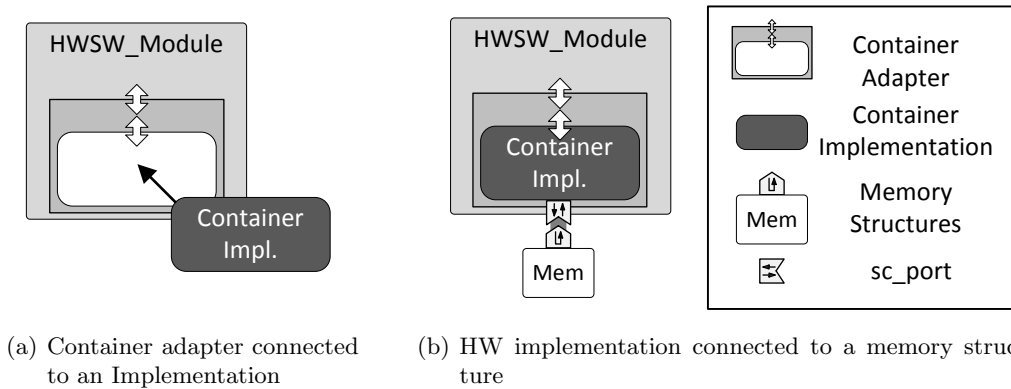 HWSW_Module
Container
Impl.
HWSW_Module
Container
Impl.
Mem
Container
Adapter
Container
Implementation
Mem
Memory
Structures
sc_port
(a) Container adapter connected
to an Implementation
(b) HW implementation connected to a memory struc
ture